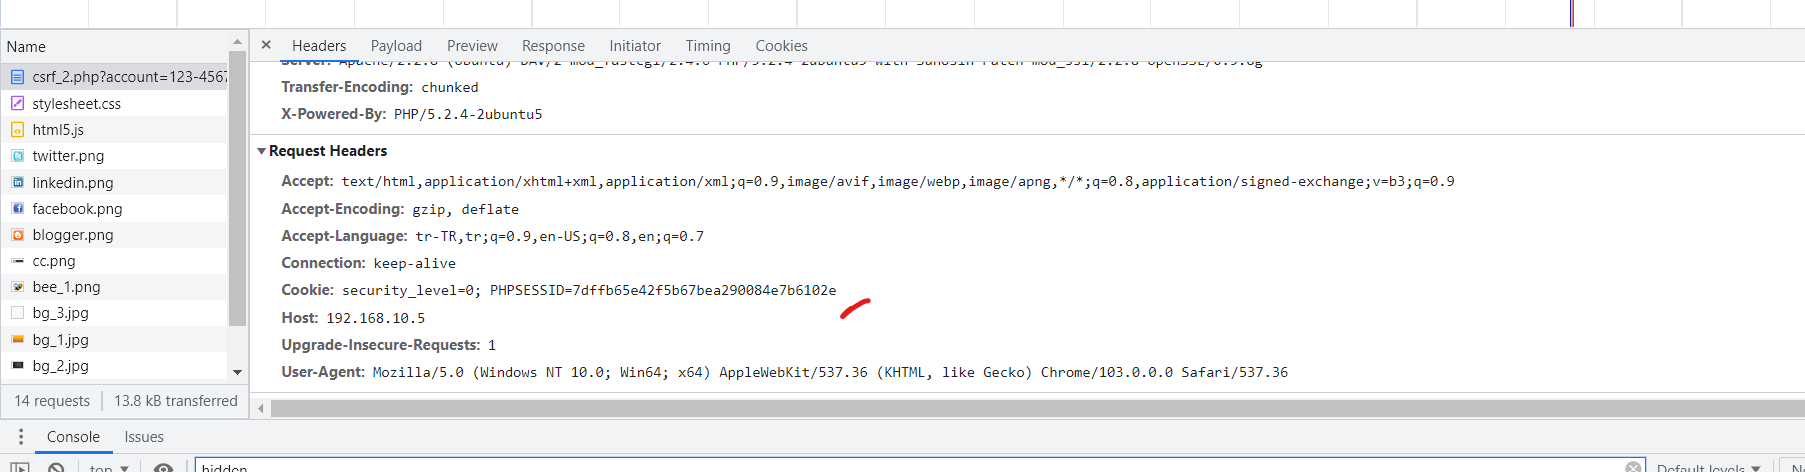 Name
csrf_2.php?account=123-4567
stylesheet.css
html5.js
twitter.png
linkedin.png
facebook.png
blogger.png
cc.png
bee_1.png
bg_3.jpg
bg_1.jpg
bg_2.jpg
14 requests 13.8 kB transferred
× Headers Payload Preview Response Initiator Timing Cookies
Transfer-Encoding: chunked
X-Powered-By: PHP/5.2.4-2ubuntu5
Request Headers
Accept: text/html,application/xhtml+xml,application/xml;q=0.9,image/avif,image/webp,image/apng,*/*;q=0.8,application/signed-exchange;v=b3;q=0.9
Accept-Encoding: gzip, deflate
Accept-Language: tr-TR,tr;q=0.9,en-US;q=0.8,en;q=0.7
Connection: keep-alive
Cookie: security_level=0; PHPSESSID=7dffb65e42f5b67bea290084e7b6102e
Host: 192.168.10.5
Upgrade-Insecure-Requests: 1
User-Agent: Mozilla/5.0 (Windows NT 10.0; Win64; x64) AppleWebKit/537.36 (KHTML, like Gecko) Chrome/103.0.0.0 Safari/537.36
Console Issues
top hidden Default levels